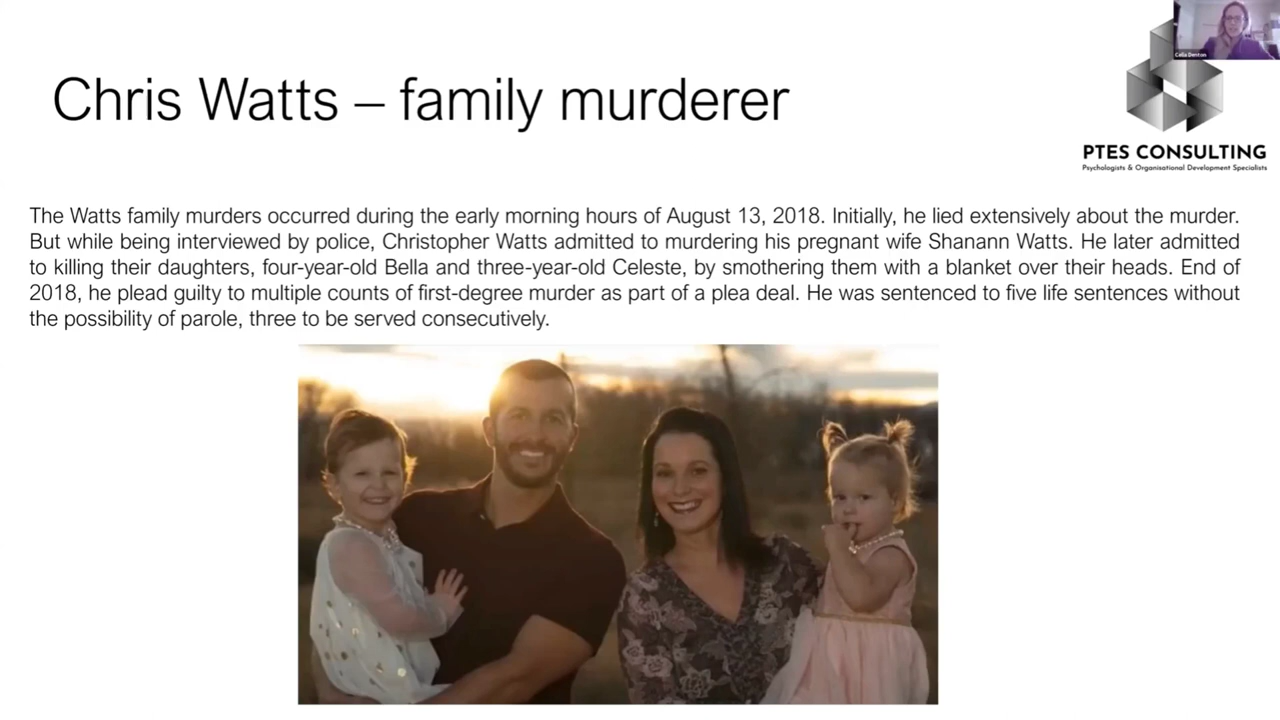 Celia Denton
Chris Watts – family murderer
PTES CONSULTING
Psychologists & Organisational Development Specialists
The Watts family murders occurred during the early morning hours of August 13, 2018. Initially, he lied extensively about the murder.
But while being interviewed by police, Christopher Watts admitted to murdering his pregnant wife Shanann Watts. He later admitted
to killing their daughters, four-year-old Bella and three-year-old Celeste, by smothering them with a blanket over their heads. End of
2018, he plead guilty to multiple counts of first-degree murder as part of a plea deal. He was sentenced to five life sentences without
the possibility of parole, three to be served consecutively.